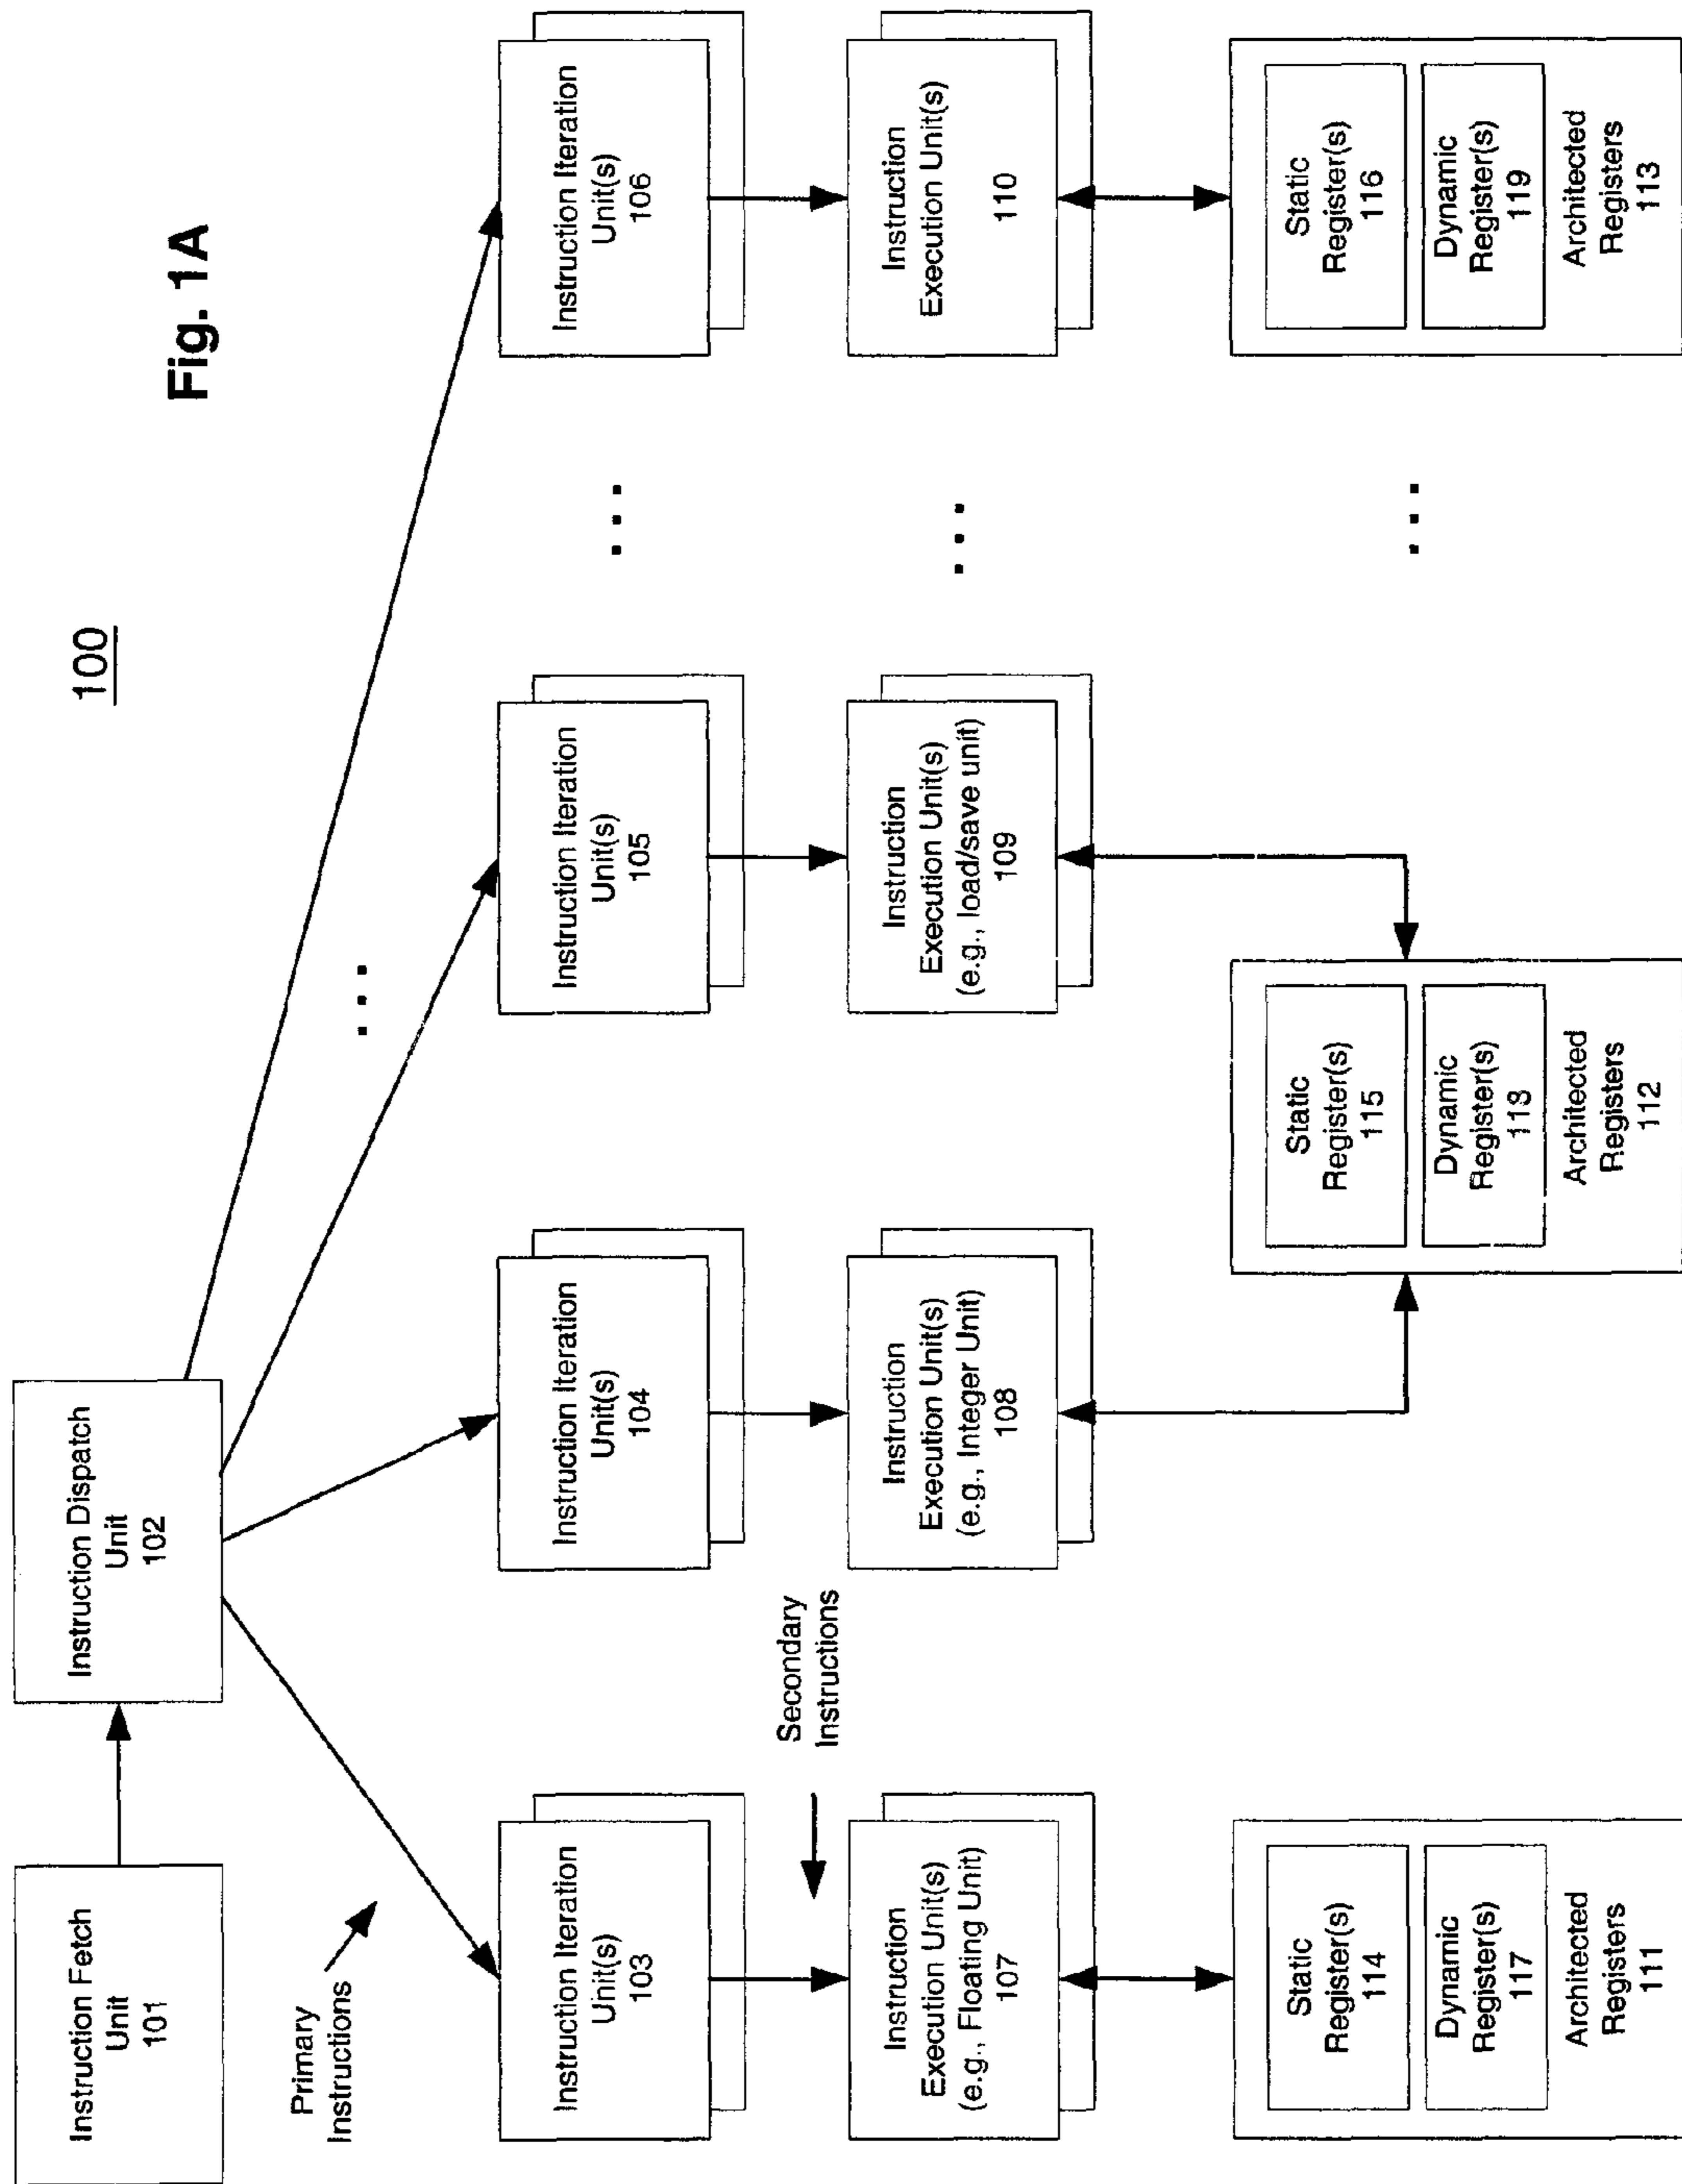 Fig. 1A
100
Instruction Fetch
Unit
101
Instruction Dispatch
Unit
102
Primary
Instructions
...
Instruction Iteration
Unit(s)
103
Instruction Iteration
Unit(s)
104
Instruction Iteration
Unit(s)
105
...
Instruction Iteration
Unit(s)
106
Secondary
Instructions
Instruction
Execution Unit(s)
(e.g., Floating Unit)
107
Instruction
Execution Unit(s)
(e.g., Integer Unit)
108
Instruction
Execution Unit(s)
(e.g., load/save unit)
109
...
Instruction
Execution Unit(s)
110
Static
Register(s)
114
Dynamic
Register(s)
117
Architected
Registers
111
Static
Register(s)
115
Dynamic
Register(s)
118
Architected
Registers
112
...
Static
Register(s)
116
Dynamic
Register(s)
119
Architected
Registers
113